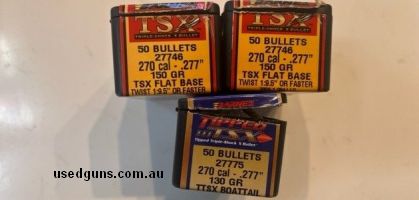 TSX
TRIPLE-SHOCK X BULLET
50 BULLETS
27746
270 cal - .277"
150 GR
TSX FLAT BASE
TWIST 1:9.5" OR FASTER
TSX
TRIPLE-SHOCK X BULLET
50 BULLETS
27746
270 cal - .277"
150 GR
TSX FLAT BASE
TWIST 1:9.5" OR FASTER
BARNES
TIPPED
TSX
Tipped Triple-Shock X Bullet
50 BULLETS
27775
270 cal - .277"
130 GR
TTSX BOATTAIL
usedguns.com.au